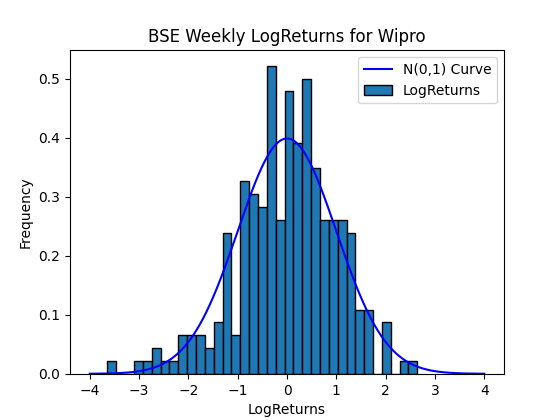 BSE Weekly LogReturns for Wipro
N(0,1) Curve
LogReturns
Frequency
0.5
0.4
0.3
0.2
0.1
0.0
−4 −3 −2 −1 0 1 2 3 4
LogReturns